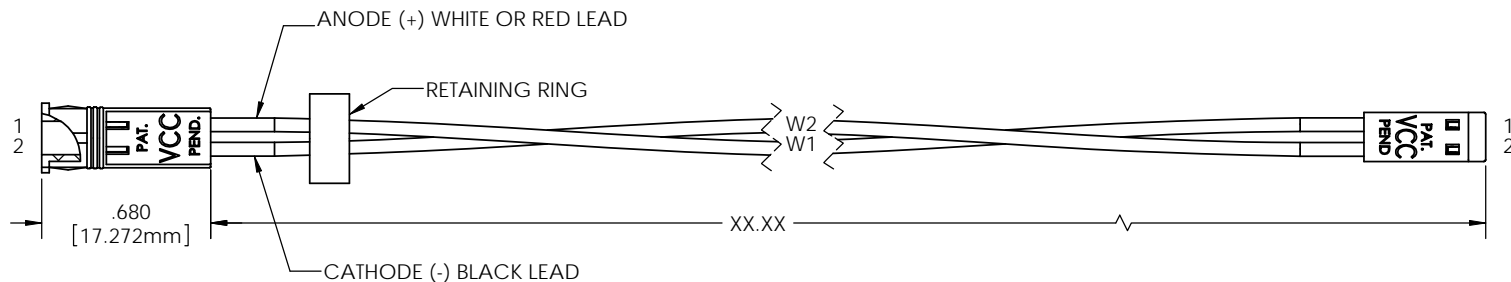 ANODE (+) WHITE OR RED LEAD
RETAINING RING
1
2
PAT.
VCC
PEND.
W2
W1
PAT.
VCC
PEND
1
2
.680
[17.272mm]
XX.XX
CATHODE (-) BLACK LEAD